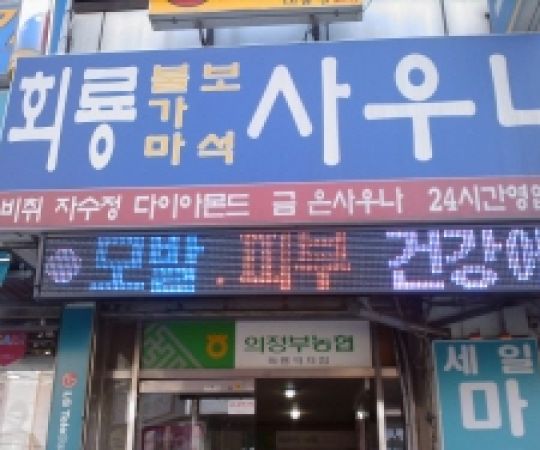 회룡 불가마 보석 사우나
비취 자수정 다이아몬드 금 은사우나 24시간영업
모발 . 피부 건강에
의정부농협
세일
마